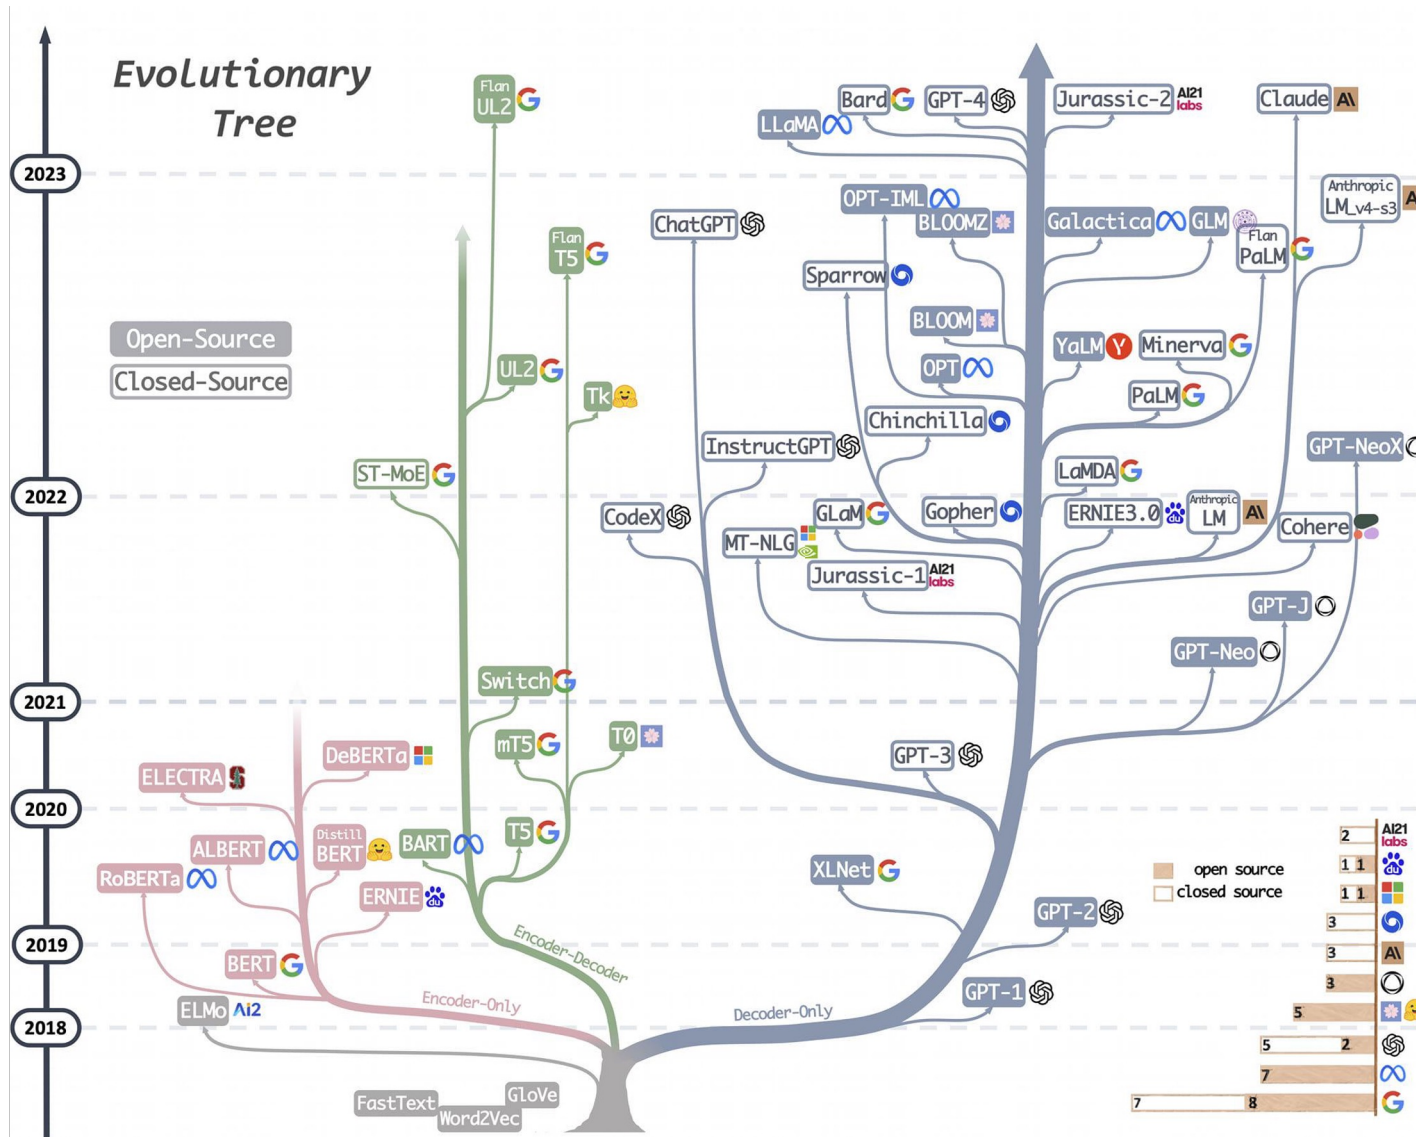 Evolutionary
Tree
2023
2022
2021
2020
2019
2018
Open-Source
Closed-Source
Flan
UL2
Flan
T5
UL2
Tk
ST-MoE
Switch
mT5
T0
BART
T5
Encoder-Decoder
DeBERTa
ELECTRA
ALBERT
Distill
BERT
RoBERTa
ERNIE
du
BERT
ELMo
Ai2
Encoder-Only
FastText
Word2Vec
GloVe
Decoder-Only
LLaMA
Bard
GPT-4
Jurassic-2
AI21
labs
Claude
A\
OPT-IML
BLOOMZ
ChatGPT
Galactica
GLM
Flan
PaLM
Anthropic
LM_v4-s3
Sparrow
BLOOM
OPT
YaLM
Y
Minerva
PaLM
Chinchilla
InstructGPT
GPT-NeoX
LaMDA
CodeX
GLaM
Gopher
ERNIE3.0
du
Anthropic
LM
A\
Cohere
MT-NLG
Jurassic-1
AI21
labs
GPT-J
GPT-Neo
GPT-3
XLNet
GPT-2
GPT-1
open source
closed source
2
AI21
labs
1 1
du
1 1
3
3
A\
3
5
5 2
7
7 8